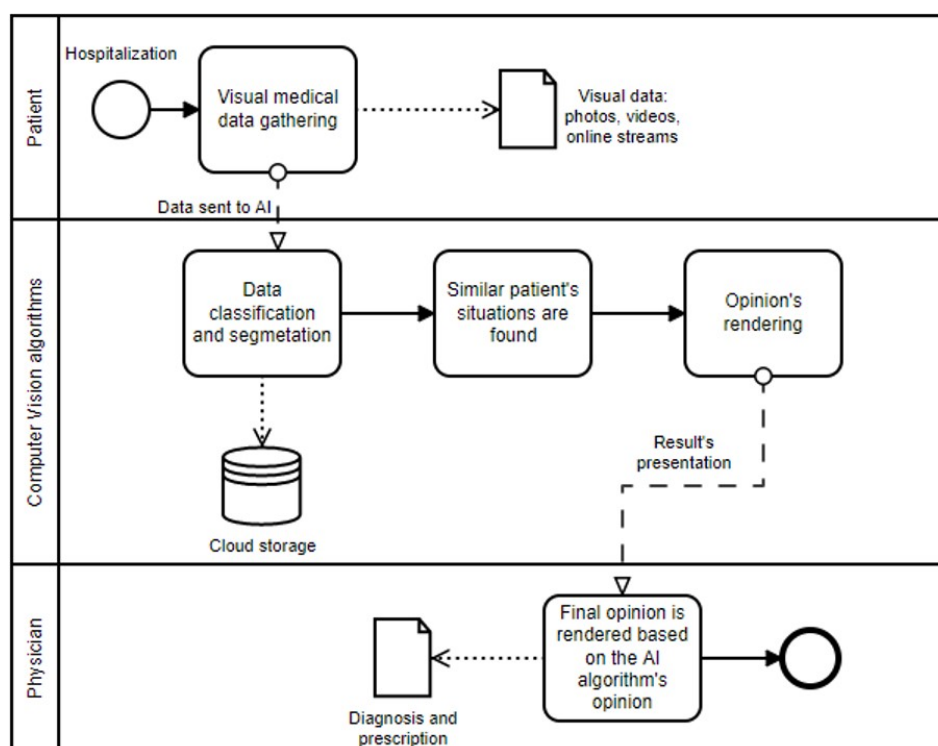 Patient
Hospitalization
Visual medical
data gathering
Visual data:
photos, videos,
online streams
Data sent to AI
Computer Vision algorithms
Data
classification
and segmetation
Similar patient's
situations are
found
Opinion's
rendering
Cloud storage
Result's
presentation
Physician
Final opinion is
rendered based
on the AI
algorithm's
opinion
Diagnosis and
prescription